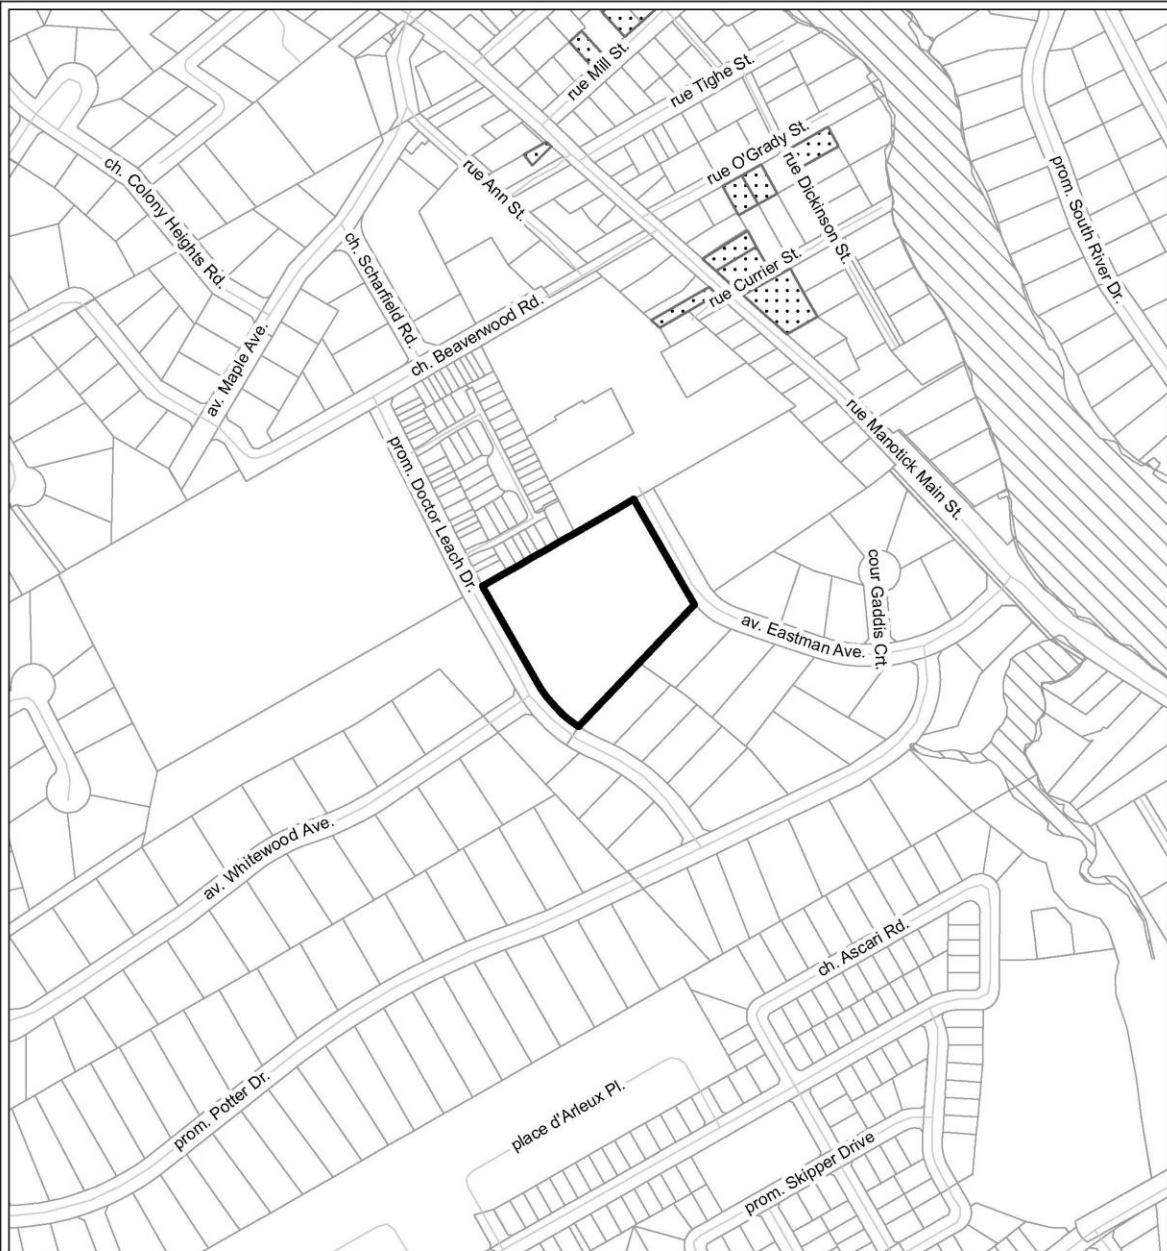 rue Mill St.
rue Tighe St.
rue O'Grady St.
rue Dickinson St.
rue Ann St.
ch. Colony Heights Rd.
prom. South River Dr.
ch. Scharfield Rd.
rue Currier St.
ch. Beaverwood Rd.
av. Maple Ave.
rue Manotick Main St.
prom. Doctor Leach Dr.
cour Gaddis Crt.
av. Eastman Ave.
av. Whitewood Ave.
ch. Ascari Rd.
prom. Potter Dr.
place d'Arleux Pl.
prom. Skipper Drive